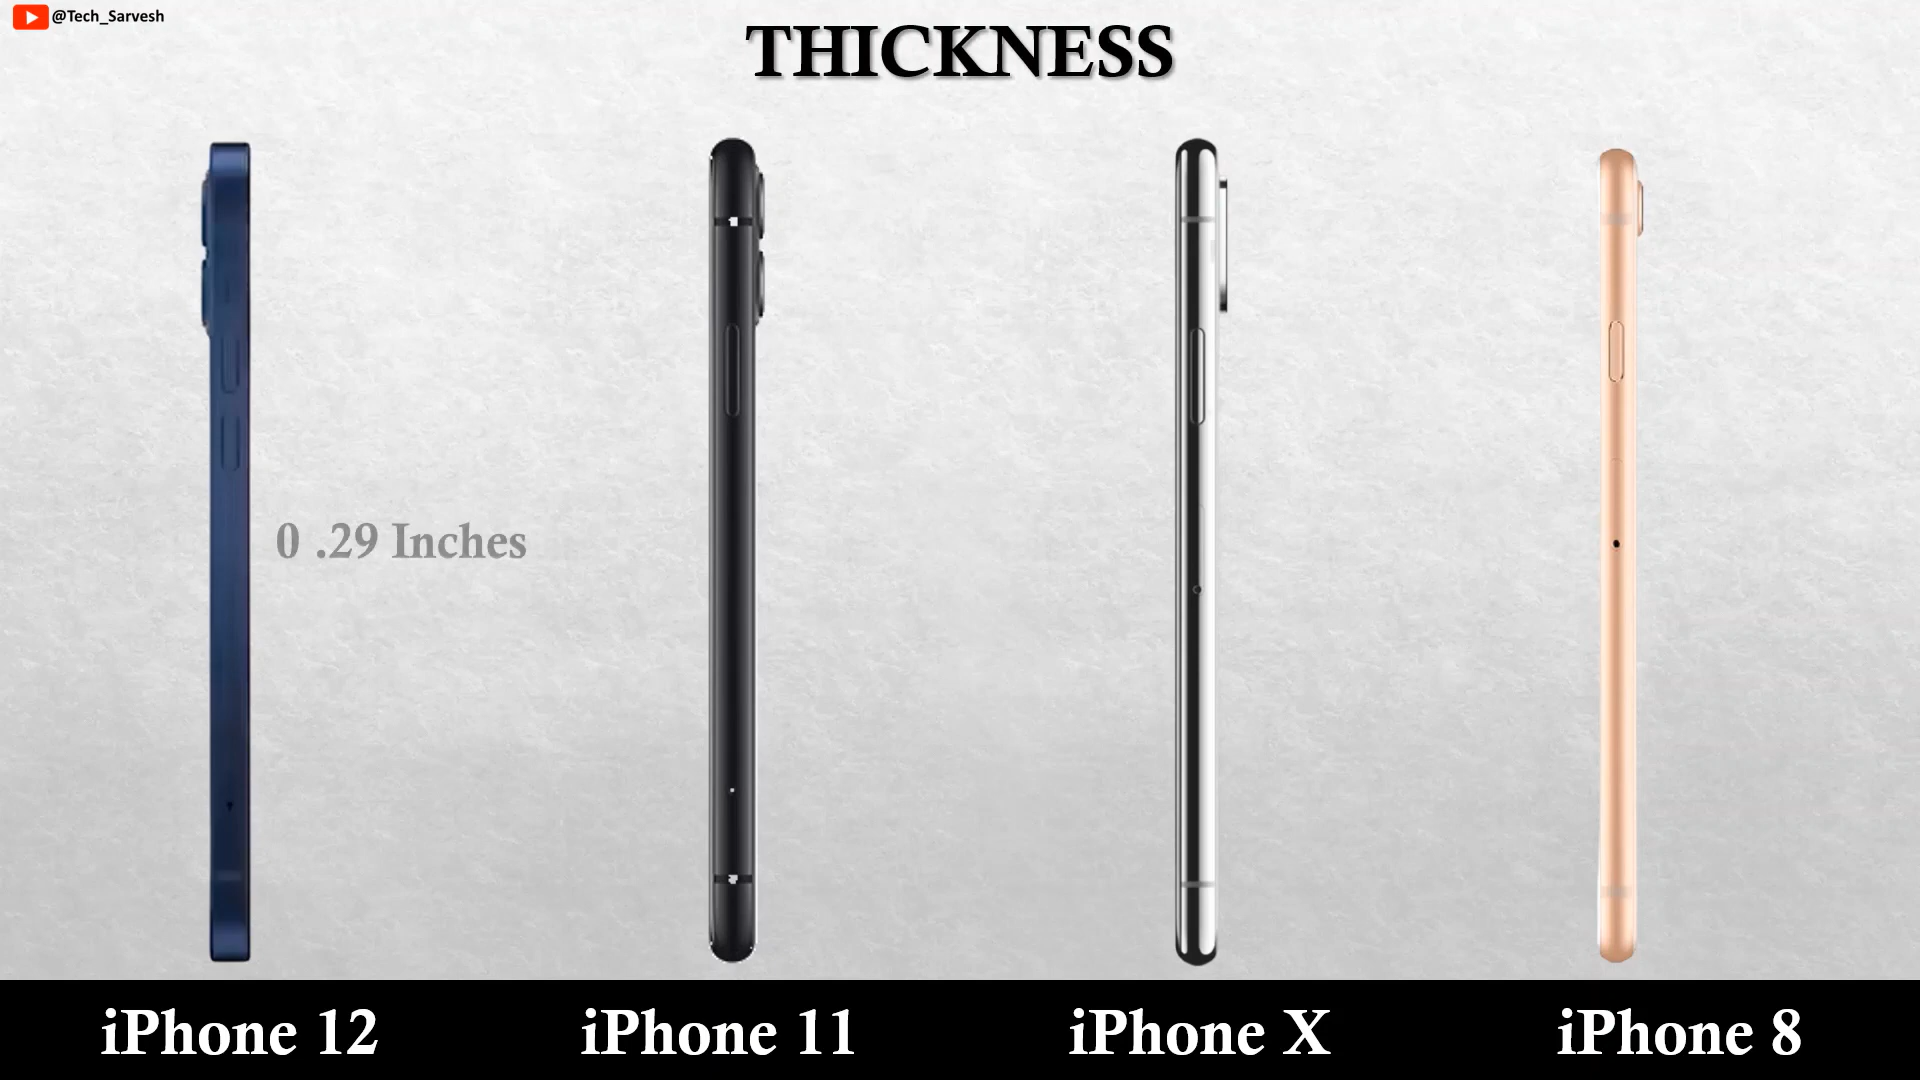 @Tech_Sarvesh
THICKNESS
0 .29 Inches
iPhone 12
iPhone 11
iPhone X
iPhone 8